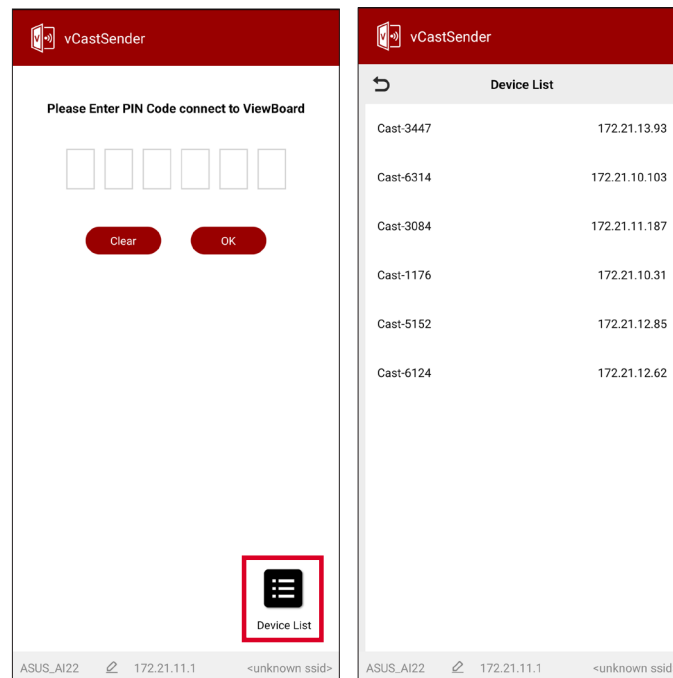 vCastSender
Please Enter PIN Code connect to ViewBoard
Clear
OK
Device List
ASUS_AI22 172.21.11.1 <unknown ssid>
vCastSender
Device List
Cast-3447 172.21.13.93
Cast-6314 172.21.10.103
Cast-3084 172.21.11.187
Cast-1176 172.21.10.31
Cast-5152 172.21.12.85
Cast-6124 172.21.12.62
ASUS_AI22 172.21.11.1 <unknown ssid